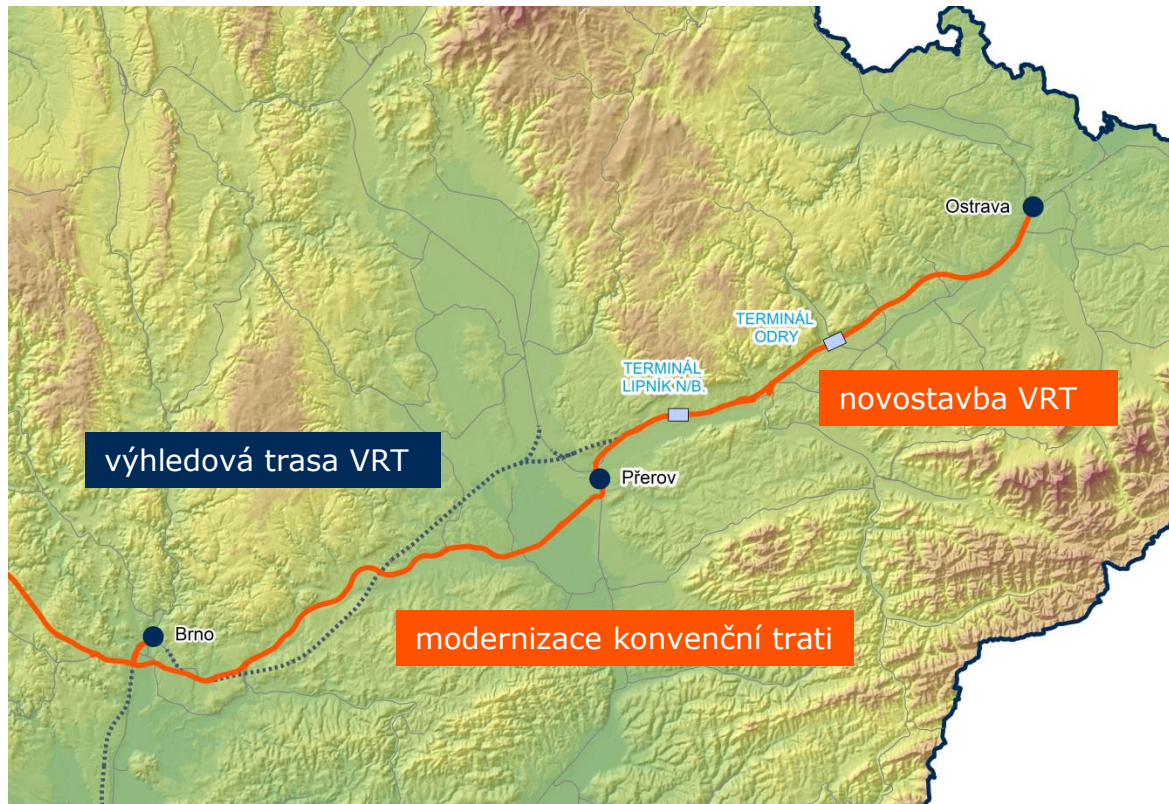 Ostrava
TERMINÁL
ODRY
TERMINÁL
LIPNÍK N/B.
novostavba VRT
výhledová trasa VRT
Přerov
modernizace konvenční trati
Brno